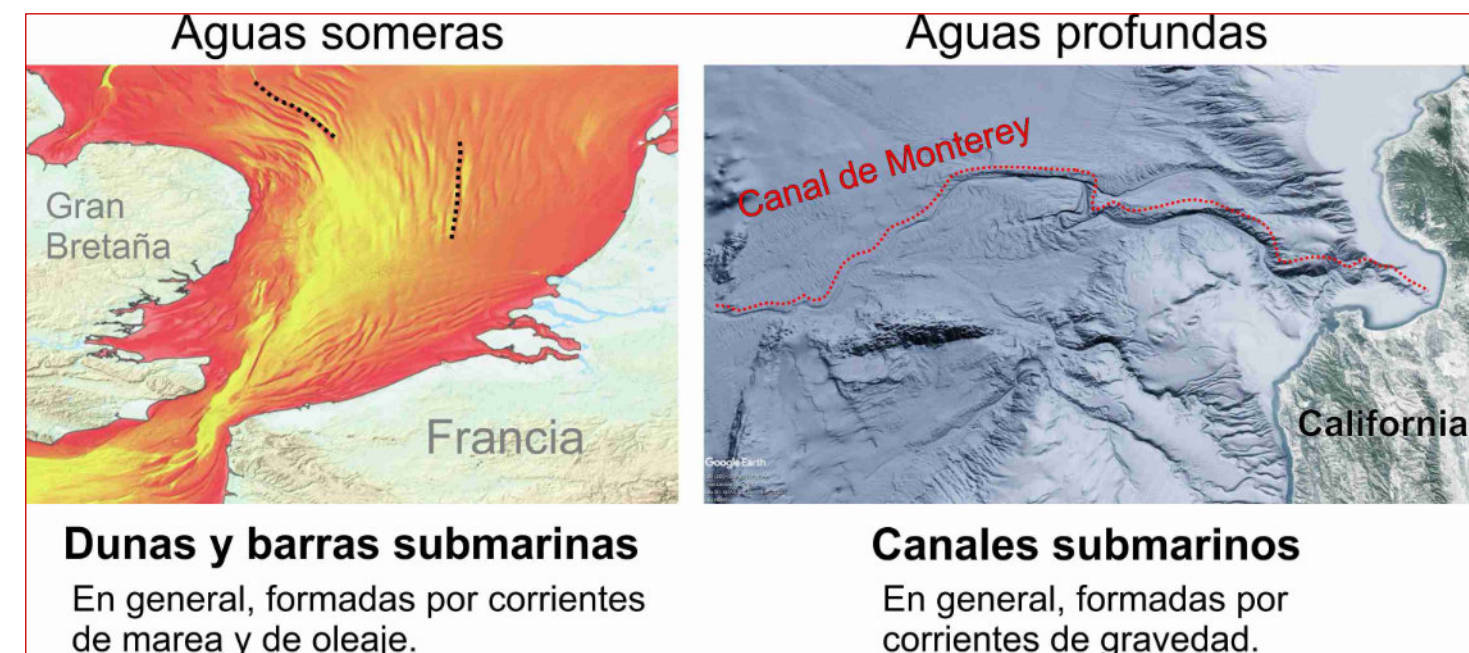 Aguas someras
Gran
Bretaña
Francia
Dunas y barras submarinas
En general, formadas por corrientes
de marea y de oleaje.
Aguas profundas
Canal de Monterey
California
Google Earth
Canales submarinos
En general, formadas por
corrientes de gravedad.